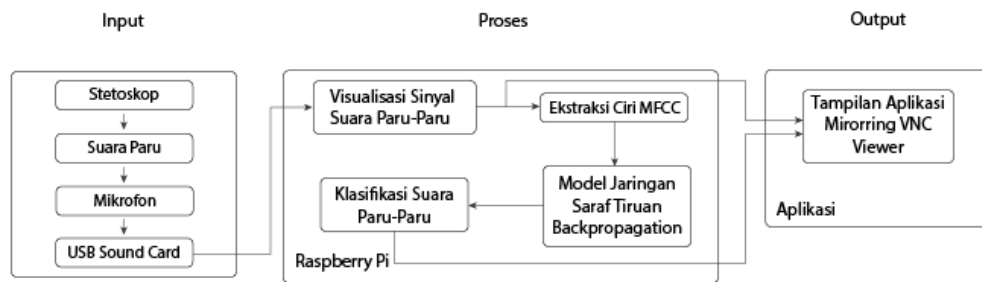 Input
Proses
Output
Stetoskop
Suara Paru
Mikrofon
USB Sound Card
Visualisasi Sinyal
Suara Paru-Paru
Ekstraksi Ciri MFCC
Klasifikasi Suara
Paru-Paru
Model Jaringan
Saraf Tiruan
Backpropagation
Raspberry Pi
Tampilan Aplikasi
Mirorring VNC
Viewer
Aplikasi